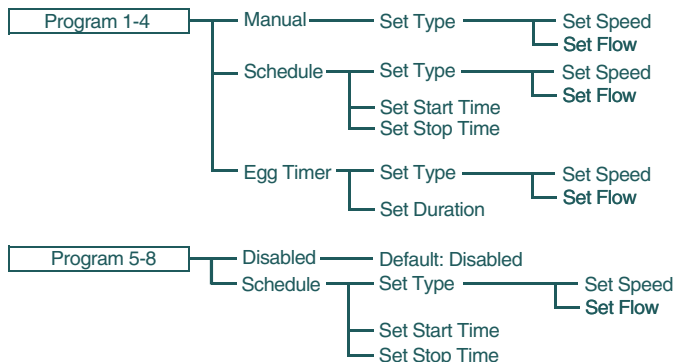 Program 1-4 Manual Set Type Set Speed
Set Flow
Schedule Set Type Set Speed
Set Flow
Set Start Time
Set Stop Time
Egg Timer Set Type Set Speed
Set Flow
Set Duration
Program 5-8 Disabled Default: Disabled
Schedule Set Type Set Speed
Set Flow
Set Start Time
Set Stop Time